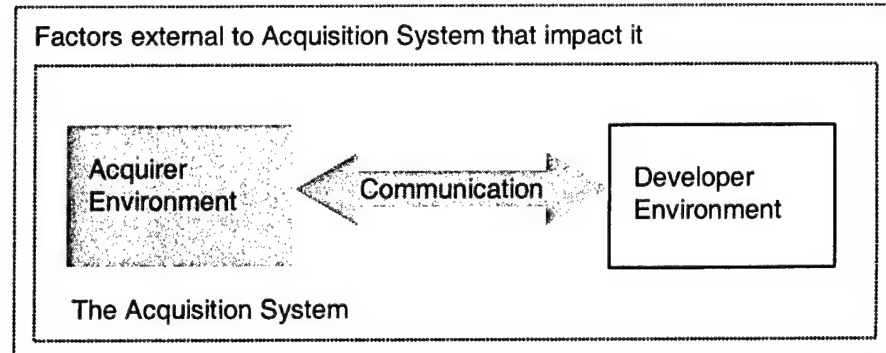 Factors external to Acquisition System that impact it
Acquirer
Environment
Communication
Developer
Environment
The Acquisition System